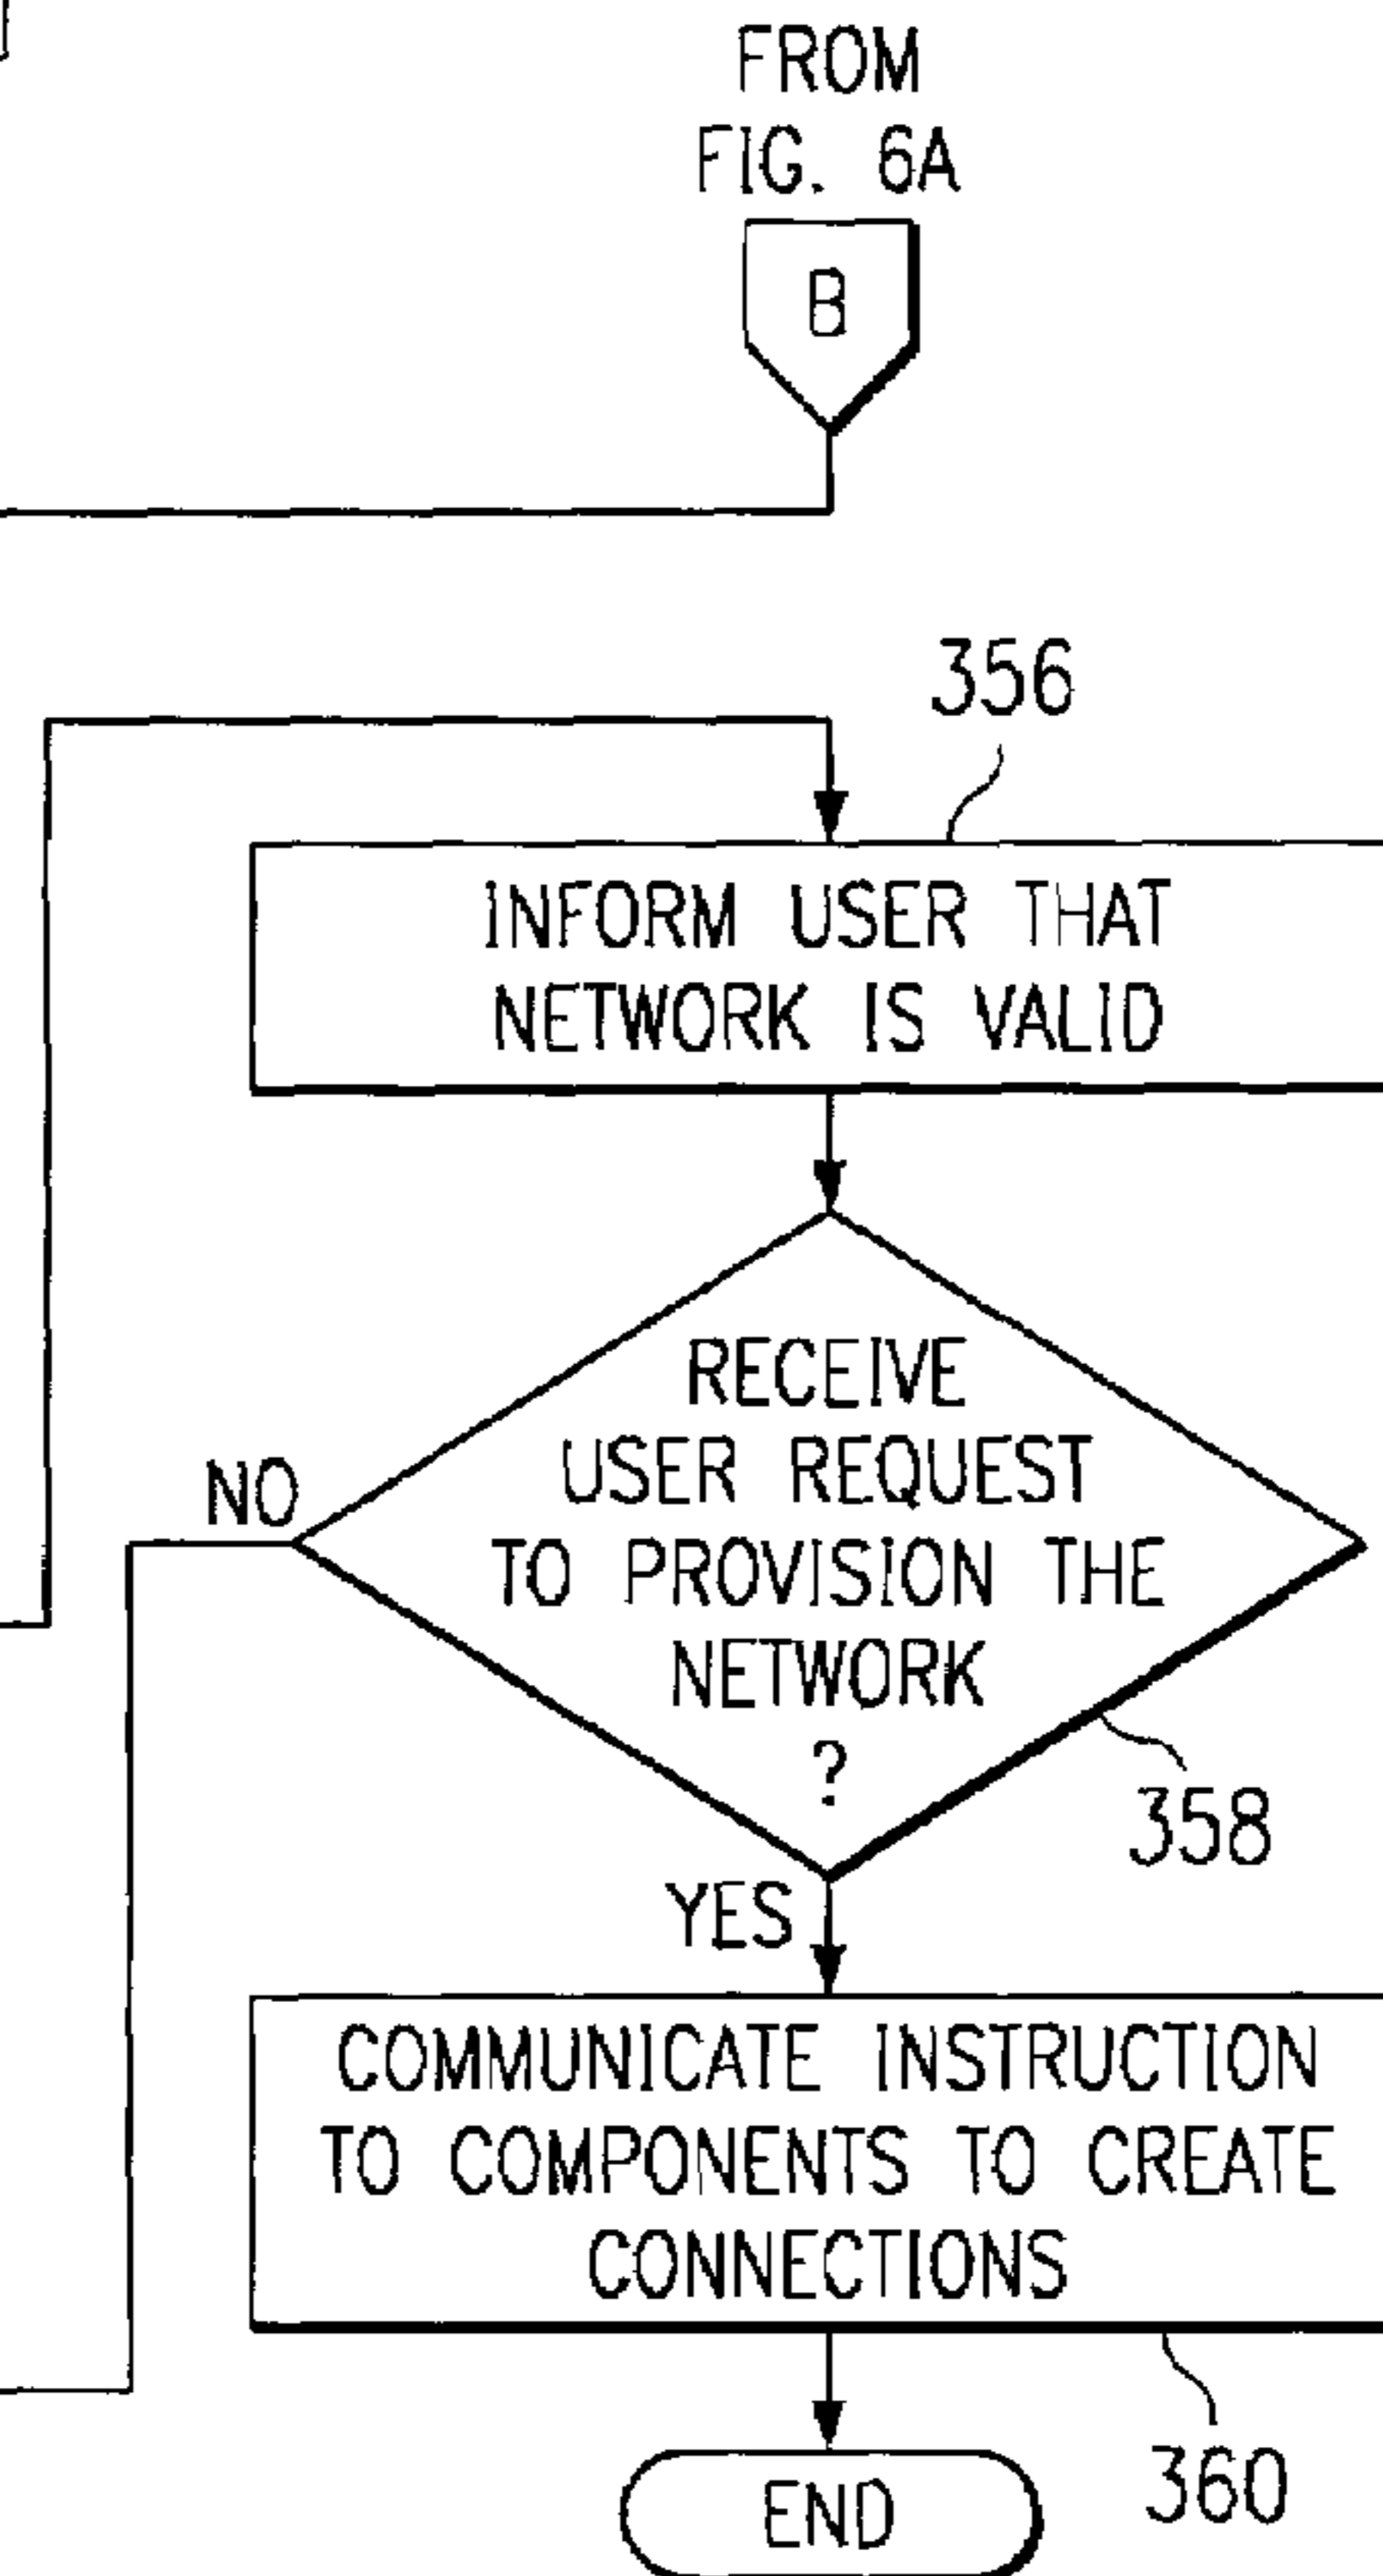 FROM
FIG. 6A
B
356
INFORM USER THAT
NETWORK IS VALID
RECEIVE
USER REQUEST
TO PROVISION THE
NETWORK
?
NO
358
YES
COMMUNICATE INSTRUCTION
TO COMPONENTS TO CREATE
CONNECTIONS
360
END